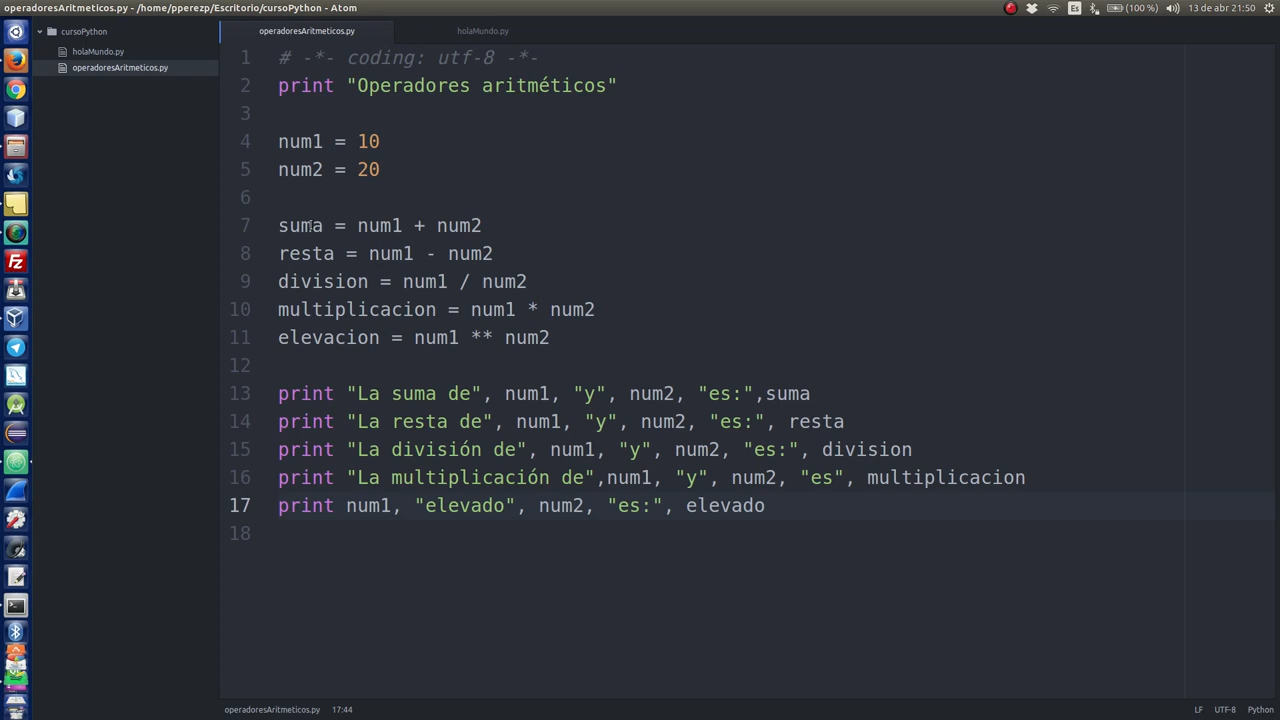 operadoresAritmeticos.py - /home/pperezp/Escritorio/cursoPython - Atom
Es
(100 %)
13 de abr 21:50
cursoPython
holaMundo.py
operadoresAritmeticos.py
operadoresAritmeticos.py
holaMundo.py
1 # -*- coding: utf-8 -*-
2 print "Operadores aritméticos"
3
4 num1 = 10
5 num2 = 20
6
7 suma = num1 + num2
8 resta = num1 - num2
9 division = num1 / num2
10 multiplicacion = num1 * num2
11 elevacion = num1 ** num2
12
13 print "La suma de", num1, "y", num2, "es:",suma
14 print "La resta de", num1, "y", num2, "es:", resta
15 print "La división de", num1, "y", num2, "es:", division
16 print "La multiplicación de",num1, "y", num2, "es", multiplicacion
17 print num1, "elevado", num2, "es:", elevado
18
operadoresAritmeticos.py 17:44
LF UTF-8 Python